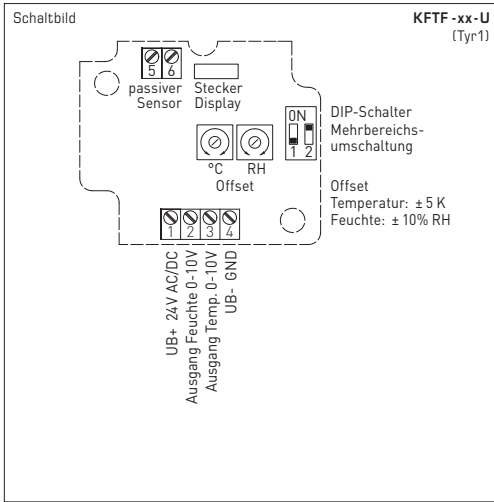 Schaltbild
KFTF -xx-U
(Tyr1)
5 6
passiver
Sensor
Stecker
Display
ON
1 2
DIP-Schalter
Mehrbereichs-
umschaltung
°C RH
Offset
Offset
Temperatur: ± 5 K
Feuchte: ± 10% RH
1 2 3 4
UB+ 24V AC/DC
Ausgang Feuchte 0-10V
Ausgang Temp. 0-10V
UB- GND